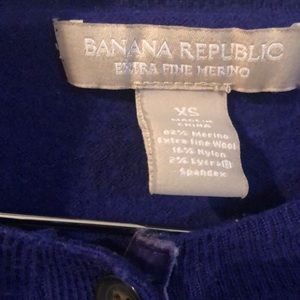 BANANA REPUBLIC
EXTRA FINE MERINO
XS
MADE IN
CHINA
82% Merino
Extra fine Wool
16% Nylon
2% Lycra®
Spandex